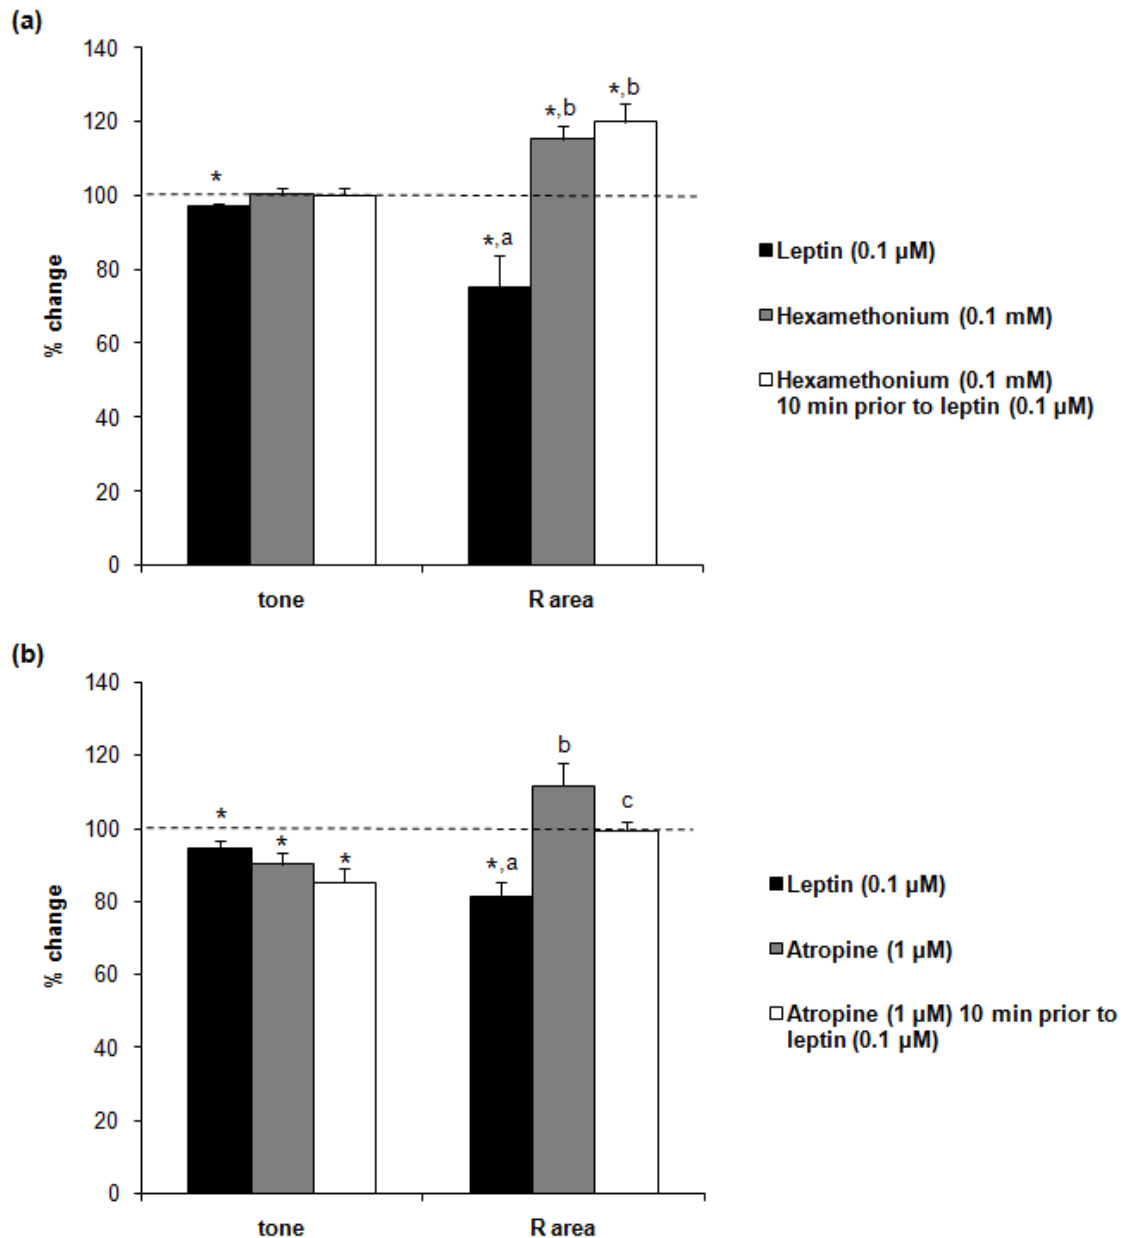 (a)
140
120
100
80
60
40
20
0
% change
*
*,a
*,b
*,b
tone
R area
Leptin (0.1 µM)
Hexamethonium (0.1 mM)
Hexamethonium (0.1 mM)
10 min prior to leptin (0.1 µM)
(b)
140
120
100
80
60
40
20
0
% change
*
*
*
*,a
b
c
tone
R area
Leptin (0.1 µM)
Atropine (1 µM)
Atropine (1 µM) 10 min prior to
leptin (0.1 µM)